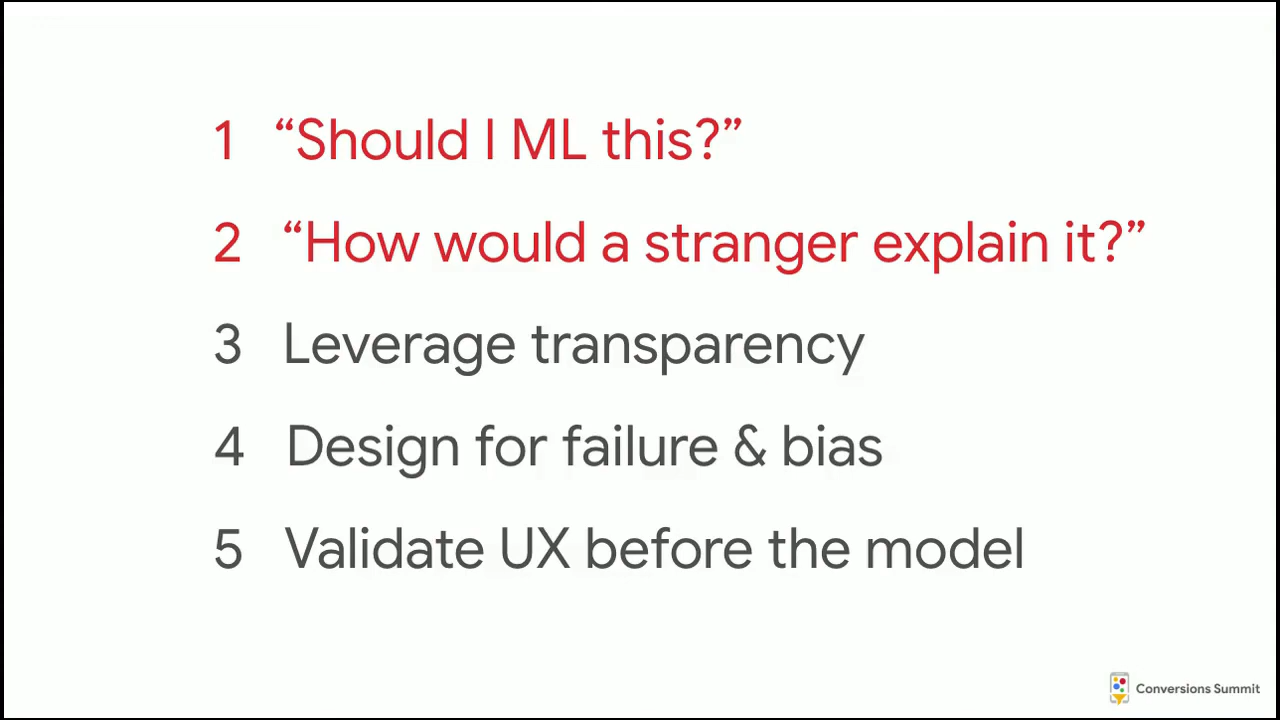 1 “Should I ML this?”
2 “How would a stranger explain it?”
3 Leverage transparency
4 Design for failure & bias
5 Validate UX before the model
Conversions Summit